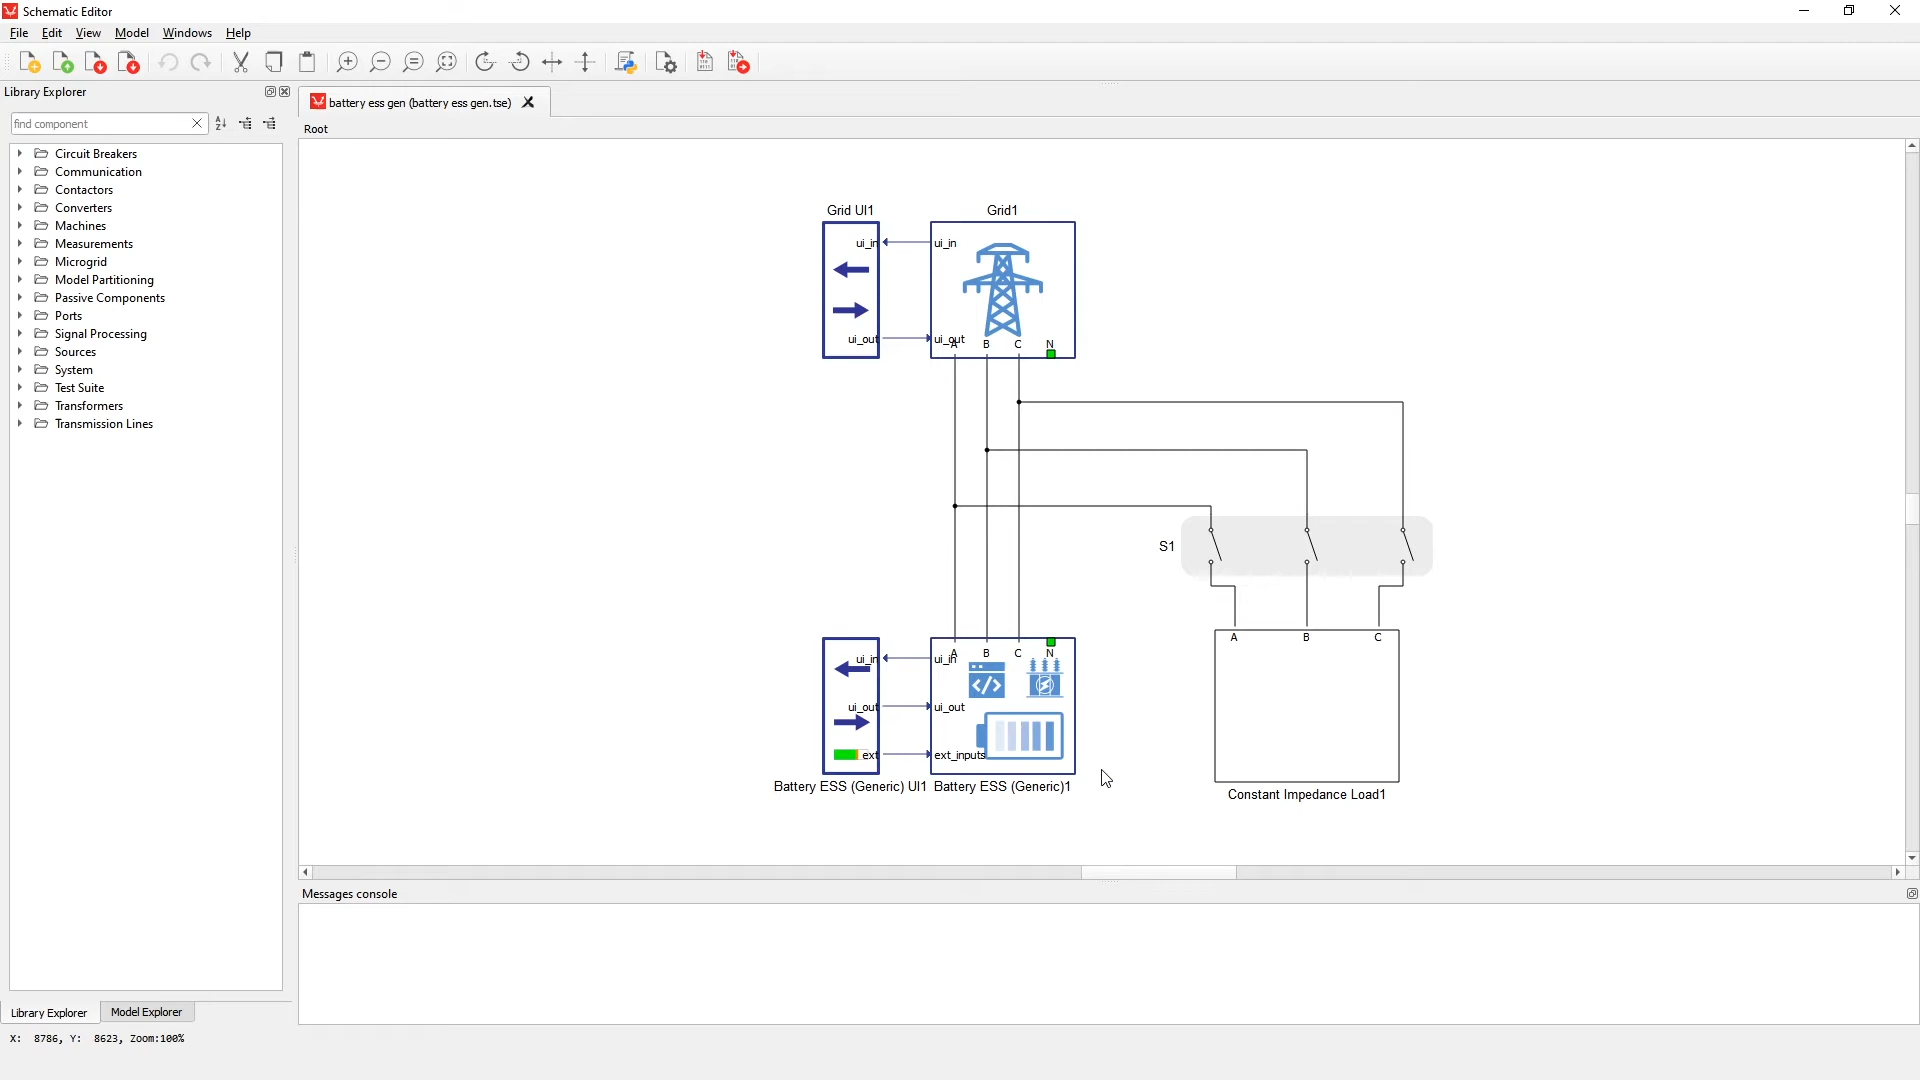 Schematic Editor
File Edit View Model Windows Help
Library Explorer
find component
battery ess gen (battery ess gen.tse)
Root
Circuit Breakers
Communication
Contactors
Converters
Machines
Measurements
Microgrid
Model Partitioning
Passive Components
Ports
Signal Processing
Sources
System
Test Suite
Transformers
Transmission Lines
Grid UI1
Grid1
ui_in
ui_in
ui_out
ui_out
A B C N
S1
ui_in
ui_in
A B C N
ui_out
ui_out
ext
ext_inputs
Battery ESS (Generic) UI1
Battery ESS (Generic)1
A B C
Constant Impedance Load1
Messages console
Library Explorer
Model Explorer
X: 8786, Y: 8623, Zoom:100%